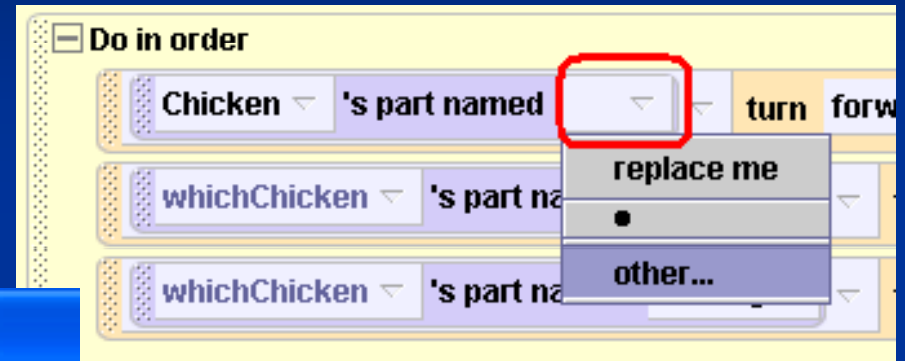 Do in order
Chicken 's part named turn forw
replace me
whichChicken 's part na
•
other...
whichChicken 's part na